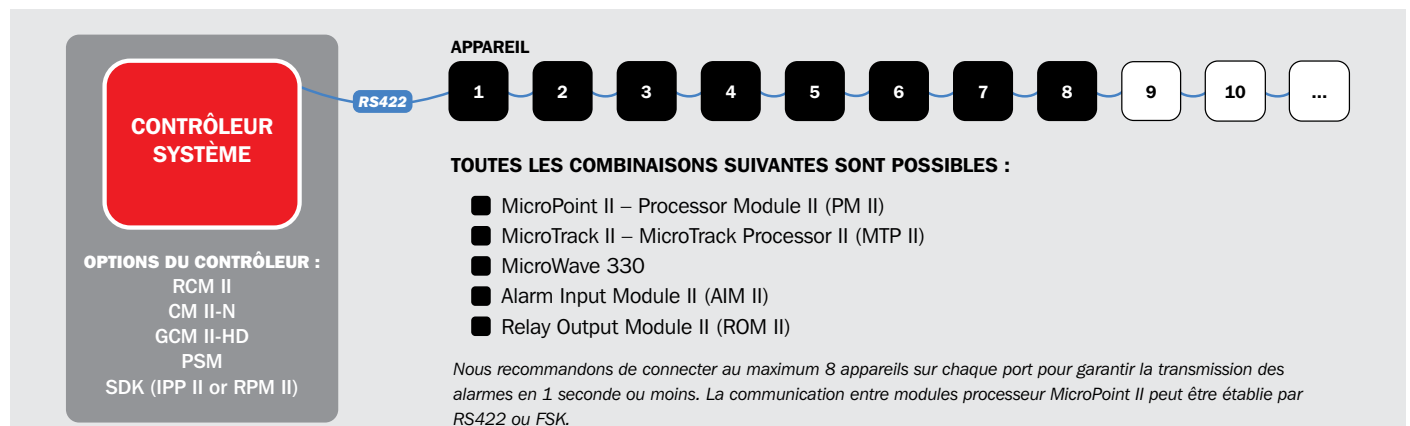 CONTRÔLEUR
SYSTÈME
OPTIONS DU CONTRÔLEUR :
RCM II
CM II-N
GCM II-HD
PSM
SDK (IPP II or RPM II)
RS422
APPAREIL
1 2 3 4 5 6 7 8 9 10 ...
TOUTES LES COMBINAISONS SUIVANTES SONT POSSIBLES :
MicroPoint II – Processor Module II (PM II)
MicroTrack II – MicroTrack Processor II (MTP II)
MicroWave 330
Alarm Input Module II (AIM II)
Relay Output Module II (ROM II)
Nous recommandons de connecter au maximum 8 appareils sur chaque port pour garantir la transmission des
alarmes en 1 seconde ou moins. La communication entre modules processeur MicroPoint II peut être établie par
RS422 ou FSK.